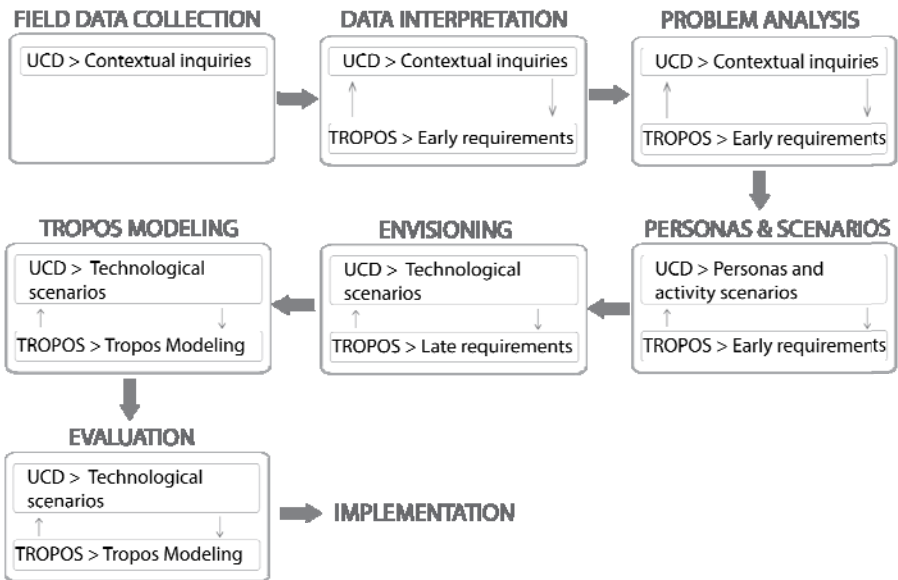 FIELD DATA COLLECTION
UCD > Contextual inquiries
DATA INTERPRETATION
UCD > Contextual inquiries
TROPOS > Early requirements
PROBLEM ANALYSIS
UCD > Contextual inquiries
TROPOS > Early requirements
PERSONAS & SCENARIOS
UCD > Personas and
activity scenarios
TROPOS > Early requirements
ENVISIONING
UCD > Technological
scenarios
TROPOS > Late requirements
TROPOS MODELING
UCD > Technological
scenarios
TROPOS > Tropos Modeling
EVALUATION
UCD > Technological
scenarios
TROPOS > Tropos Modeling
IMPLEMENTATION